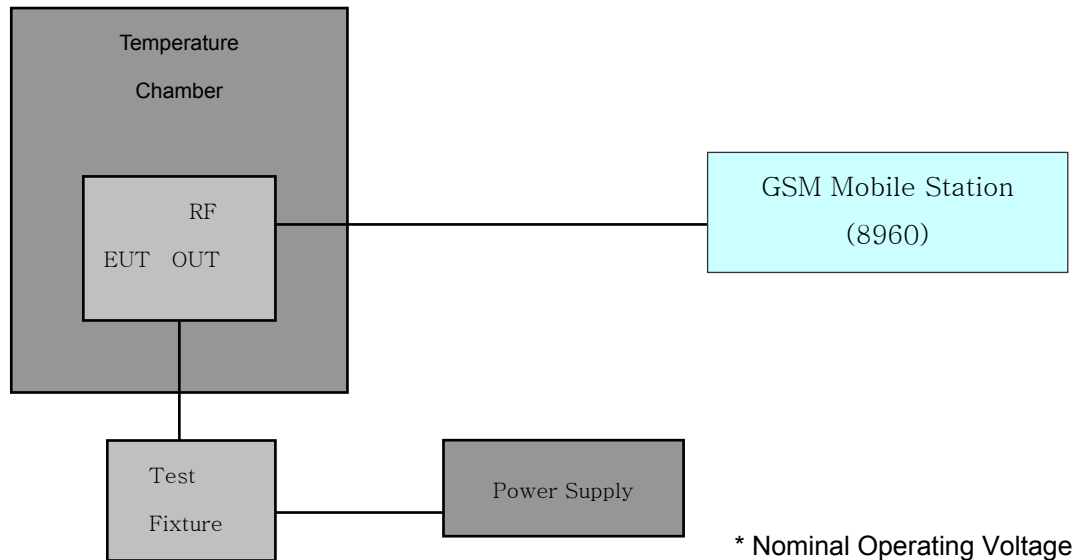 Temperature
Chamber
RF
EUT OUT
GSM Mobile Station
(8960)
Test
Fixture
Power Supply
* Nominal Operating Voltage